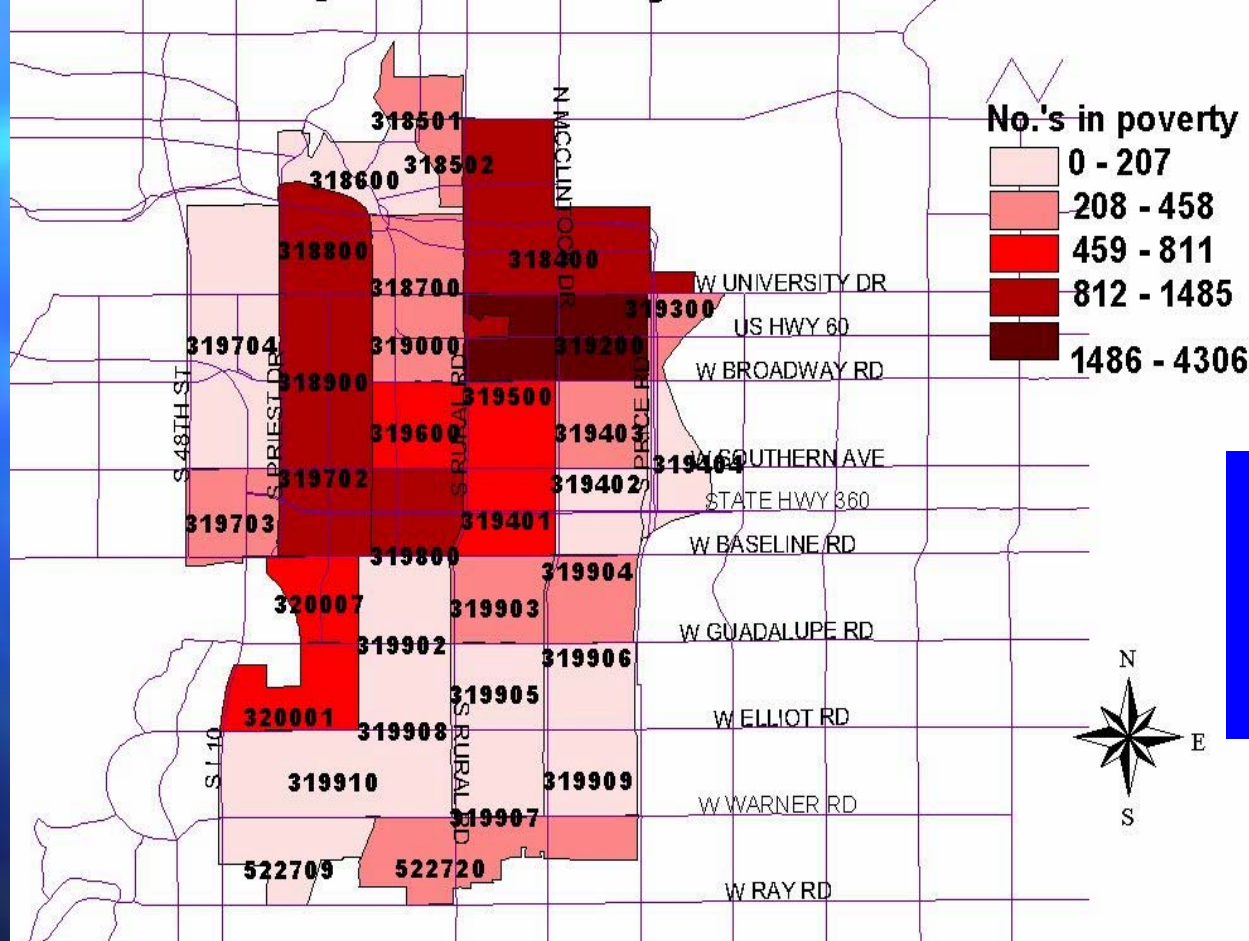 No.'s in poverty
0 - 207
208 - 458
459 - 811
812 - 1485
1486 - 4306
318501
N MCCLINTOCK DR
318502
318600
318800
318400
318700
W UNIVERSITY DR
319300
US HWY 60
319704
319000
319200
W BROADWAY RD
318900
319500
S 48TH ST
S PRIEST DR
S RURAL RD
S PRICE RD
319600
319403
W SOUTHERN AVE
319404
319702
319402
STATE HWY 360
319703
319401
W BASELINE RD
319800
319904
320007
319903
W GUADALUPE RD
319902
319906
319905
320001
W ELLIOT RD
319908
S I 10
S RURAL RD
319910
319909
W WARNER RD
319907
522709
522720
W RAY RD
N
E
S